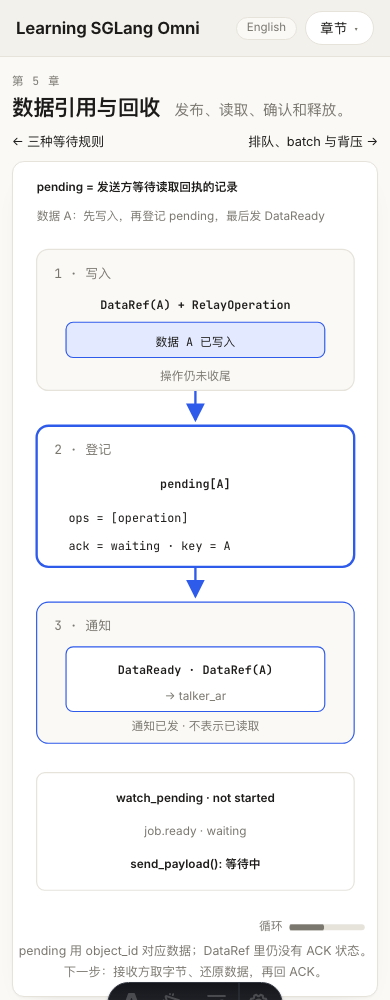 Learning SGLang Omni
English
章节
第 5 章
数据引用与回收 发布、读取、确认和释放。
← 三种等待规则
排队、batch 与背压 →
pending = 发送方等待读取回执的记录
数据 A：先写入，再登记 pending，最后发 DataReady
1 · 写入
DataRef(A) + RelayOperation
数据 A 已写入
操作仍未收尾
2 · 登记
pending[A]
ops = [operation]
ack = waiting · key = A
3 · 通知
DataReady · DataRef(A)
→ talker_ar
通知已发 · 不表示已读取
watch_pending · not started
job.ready · waiting
send_payload(): 等待中
循环
pending 用 object_id 对应数据；DataRef 里仍没有 ACK 状态。
下一步：接收方取字节、还原数据，再回 ACK。